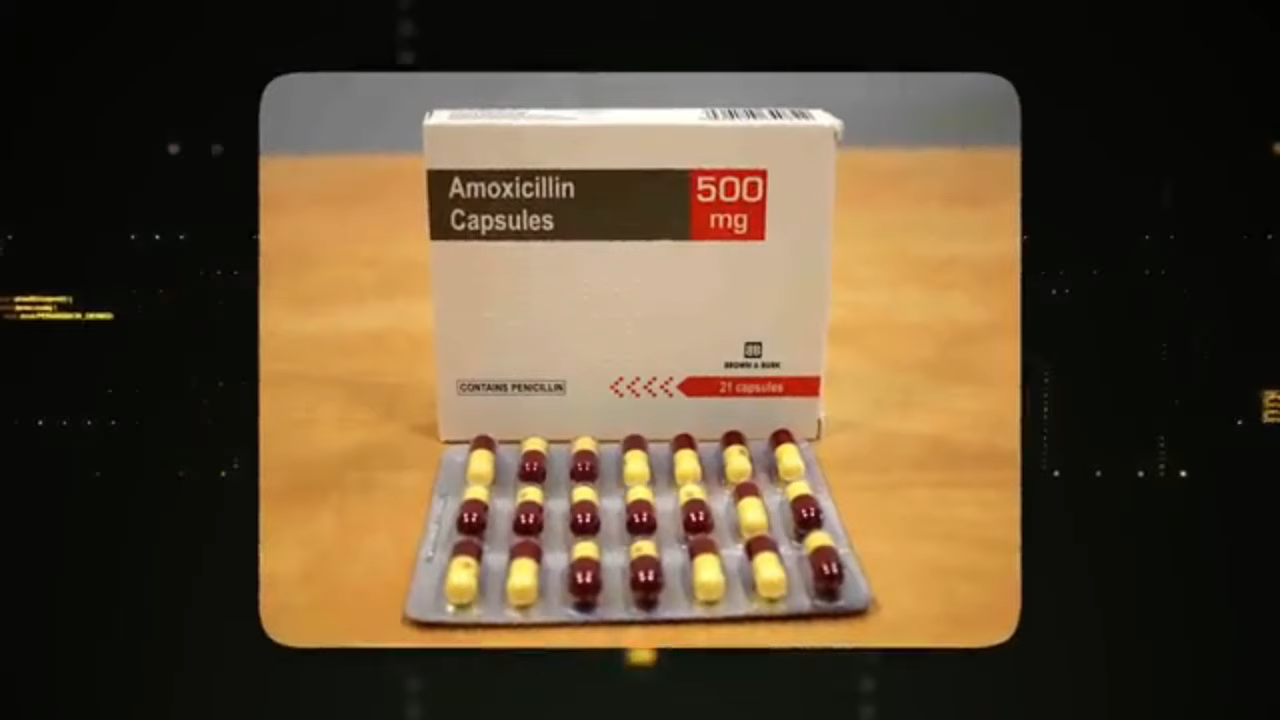 Amoxicillin
Capsules
500
mg
BROWN & BURK
CONTAINS PENICILLIN
21 capsules